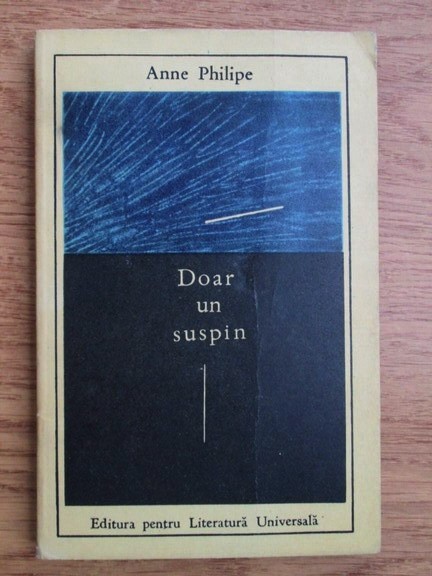 Anne Philipe
Doar
un
suspin
Editura pentru Literatură Universală